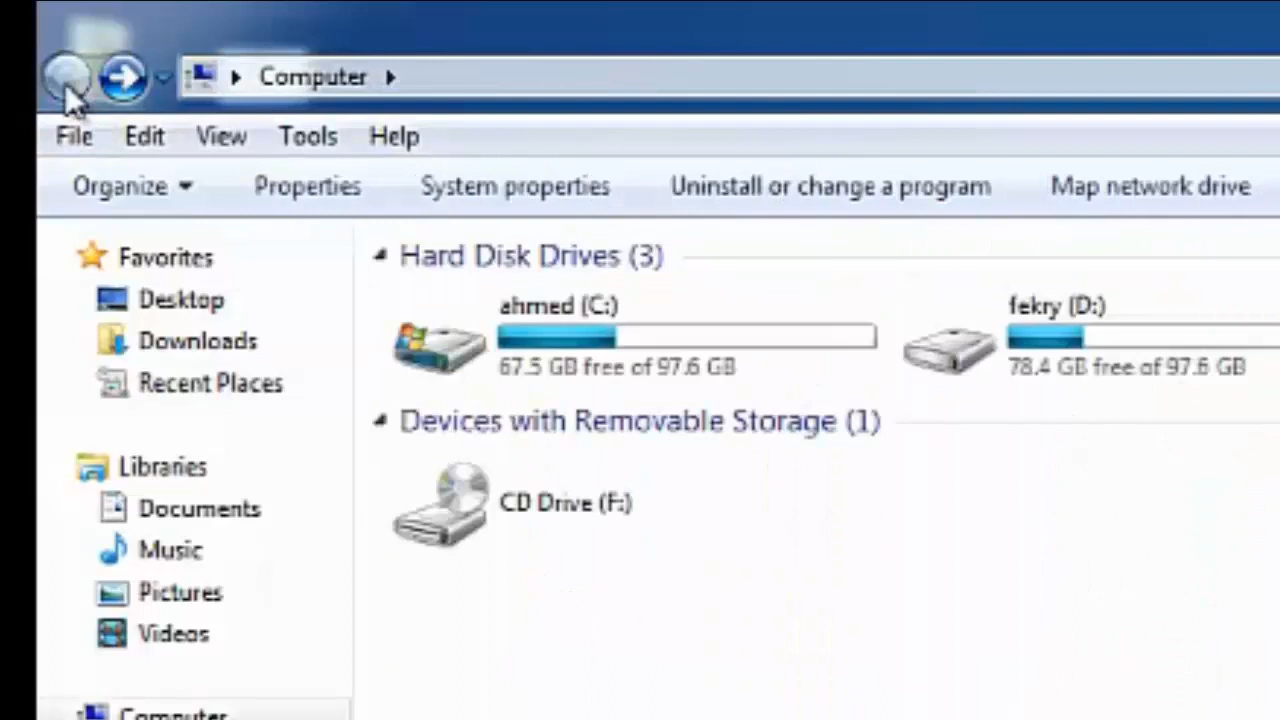 Computer
File Edit View Tools Help
Organize Properties System properties Uninstall or change a program Map network drive
Favorites
Desktop
Downloads
Recent Places
Libraries
Documents
Music
Pictures
Videos
Computer
Hard Disk Drives (3)
ahmed (C:)
67.5 GB free of 97.6 GB
fekry (D:)
78.4 GB free of 97.6 GB
Devices with Removable Storage (1)
CD Drive (F:)